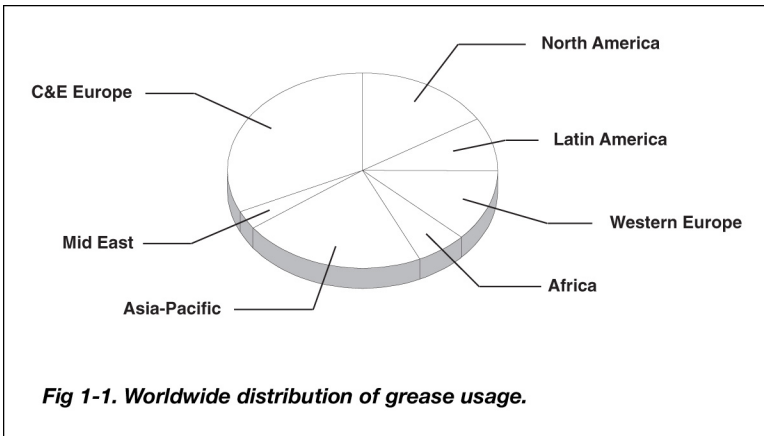 North America
C&E Europe
Latin America
Western Europe
Mid East
Africa
Asia-Pacific
Fig 1-1. Worldwide distribution of grease usage.